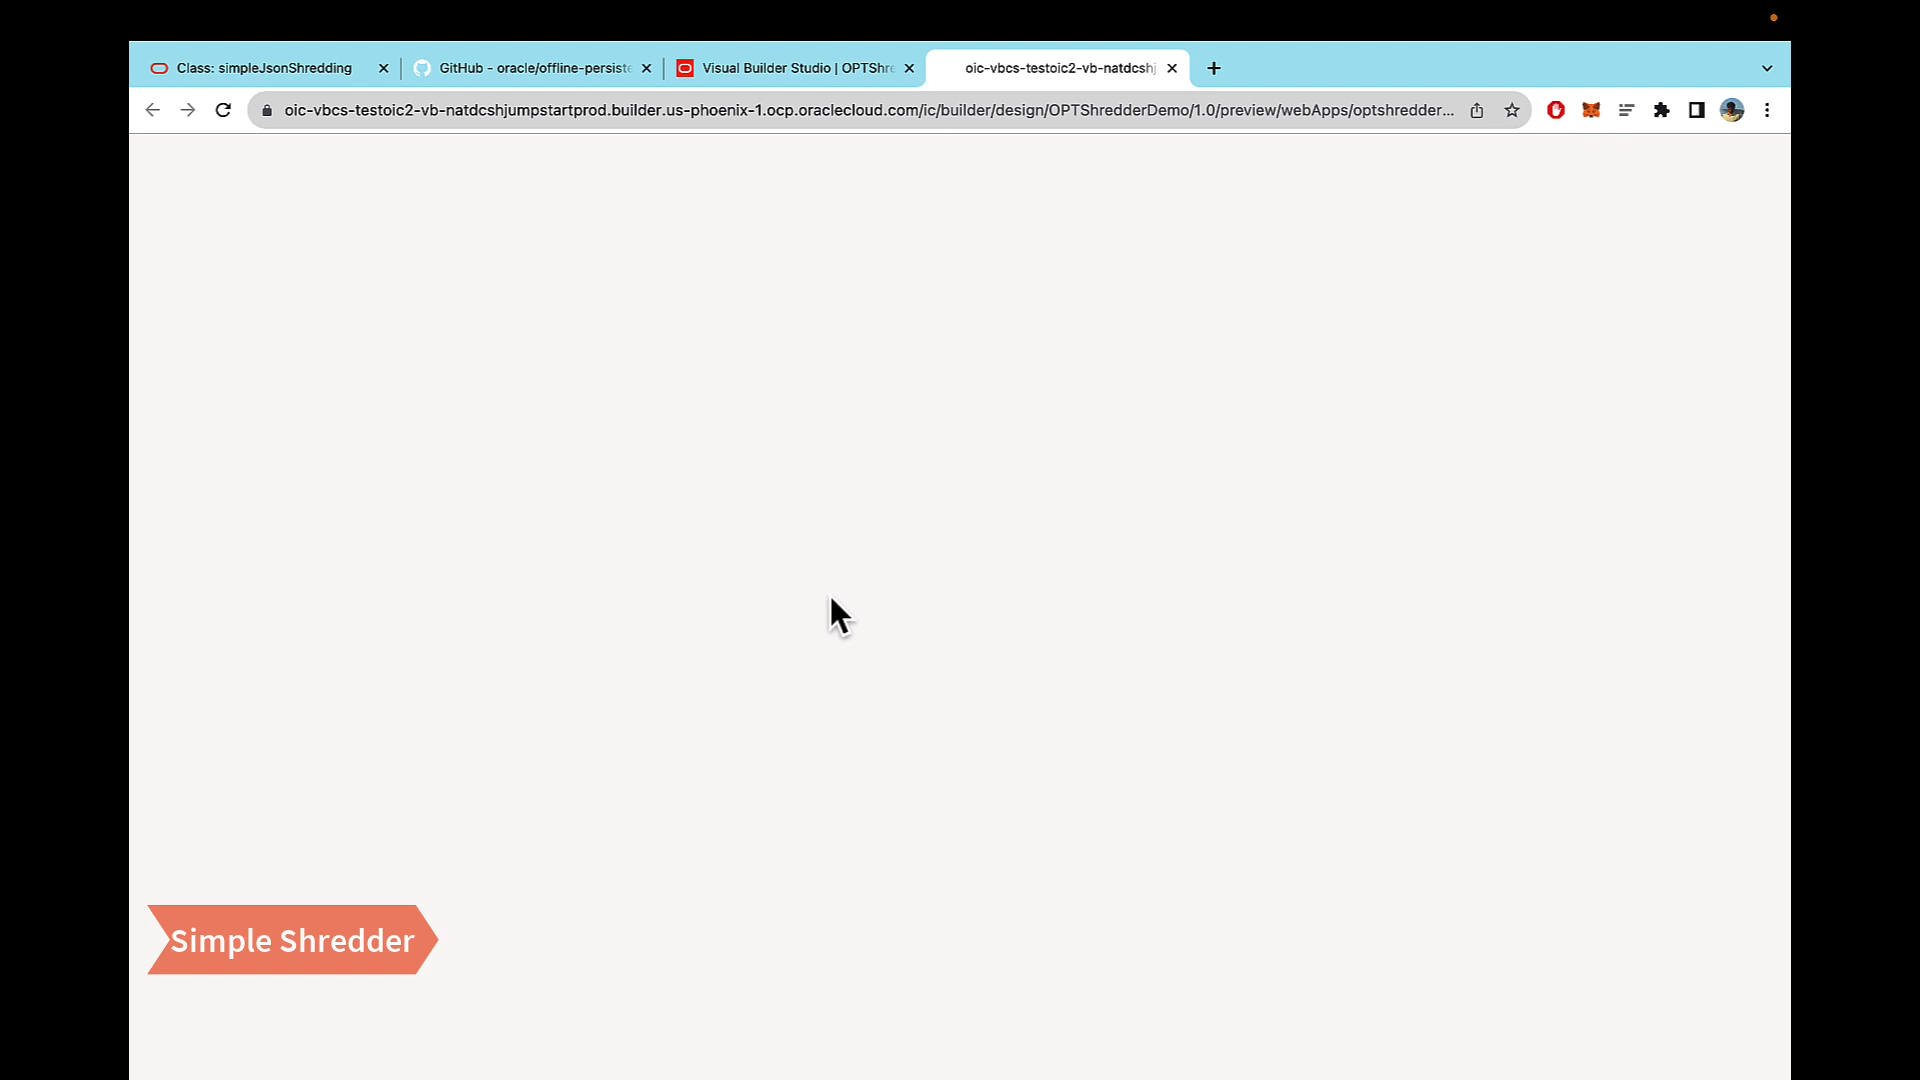 Class: simpleJsonShredding
GitHub - oracle/offline-persiste
Visual Builder Studio | OPTShre
oic-vbcs-testoic2-vb-natdcshj
oic-vbcs-testoic2-vb-natdcshjumpstartprod.builder.us-phoenix-1.ocp.oraclecloud.com/ic/builder/design/OPTShredderDemo/1.0/preview/webApps/optshredder...
Simple Shredder